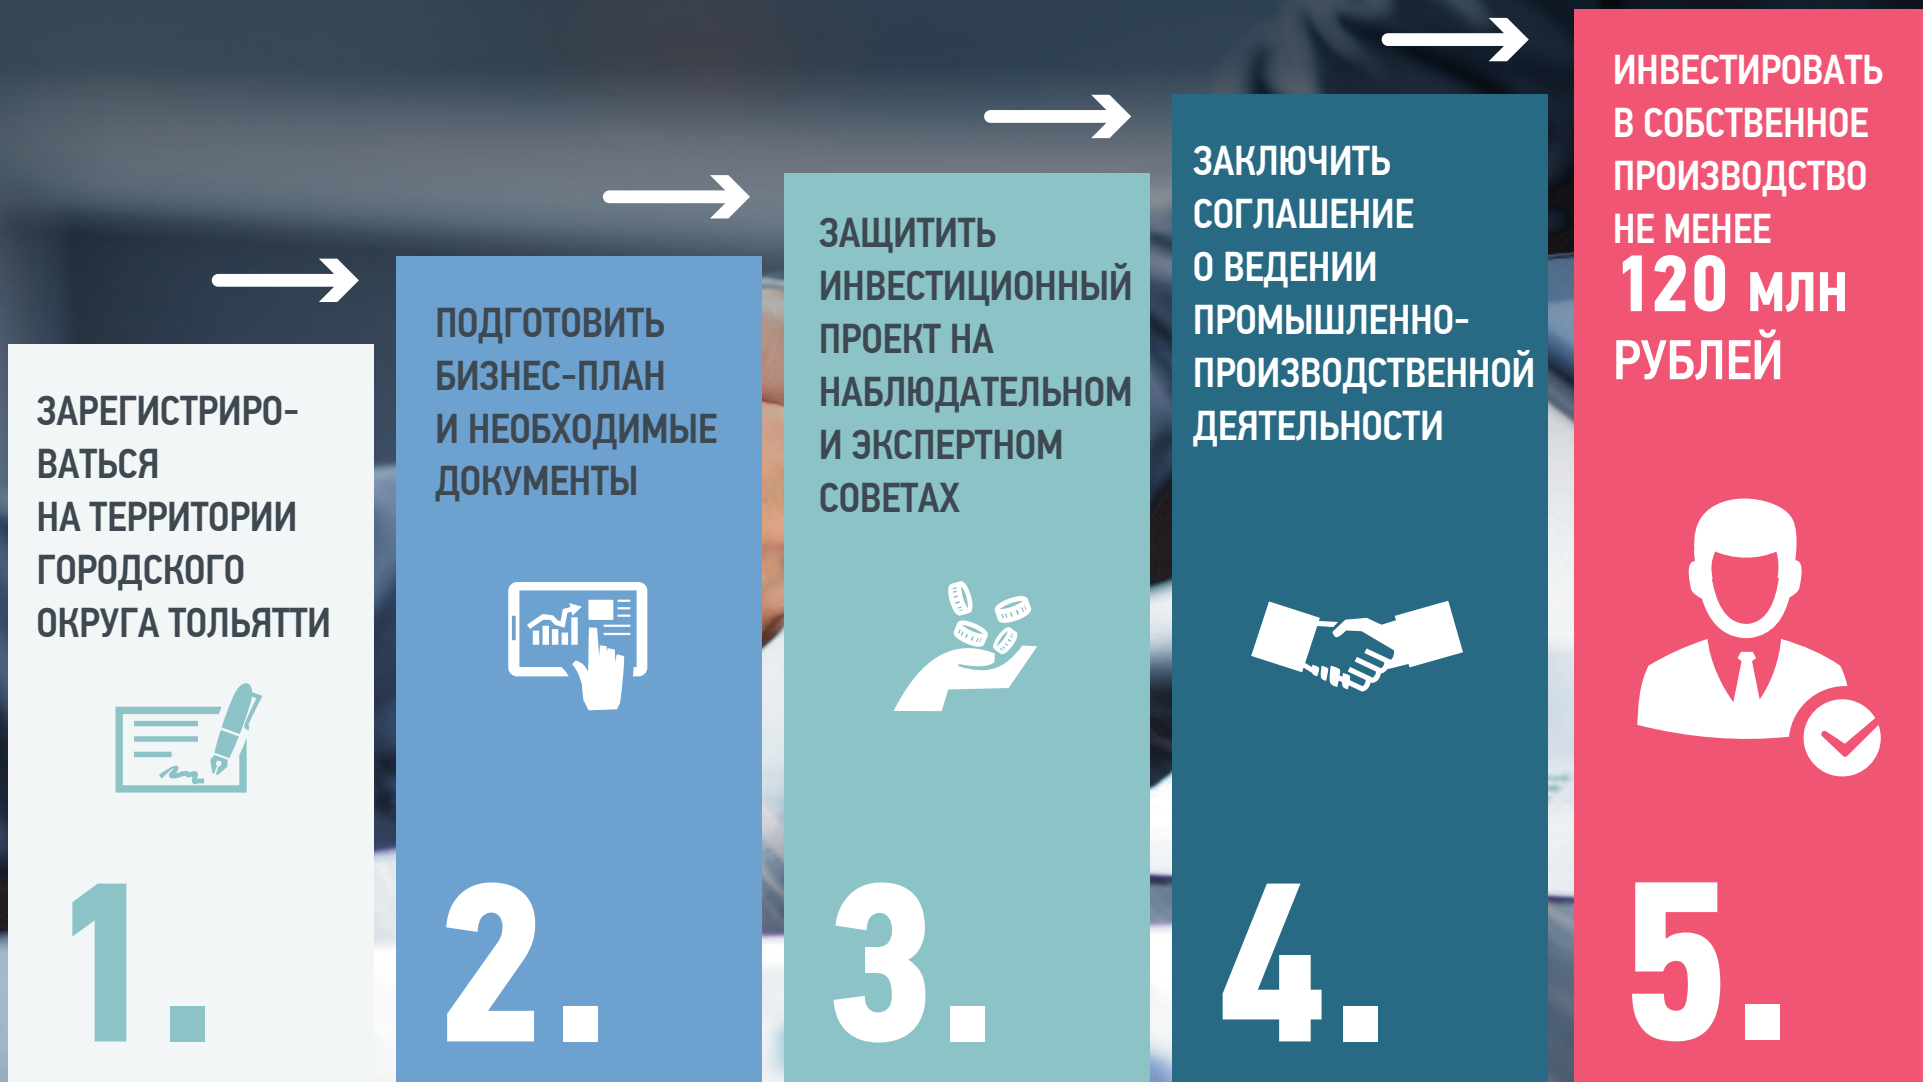 ЗАРЕГИСТРИРО-
ВАТЬСЯ
НА ТЕРРИТОРИИ
ГОРОДСКОГО
ОКРУГА ТОЛЬЯТТИ
1.
ПОДГОТОВИТЬ
БИЗНЕС-ПЛАН
И НЕОБХОДИМЫЕ
ДОКУМЕНТЫ
2.
ЗАЩИТИТЬ
ИНВЕСТИЦИОННЫЙ
ПРОЕКТ НА
НАБЛЮДАТЕЛЬНОМ
И ЭКСПЕРТНОМ
СОВЕТАХ
3.
ЗАКЛЮЧИТЬ
СОГЛАШЕНИЕ
О ВЕДЕНИИ
ПРОМЫШЛЕННО-
ПРОИЗВОДСТВЕННОЙ
ДЕЯТЕЛЬНОСТИ
4.
ИНВЕСТИРОВАТЬ
В СОБСТВЕННОЕ
ПРОИЗВОДСТВО
НЕ МЕНЕЕ
120 МЛН
РУБЛЕЙ
5.